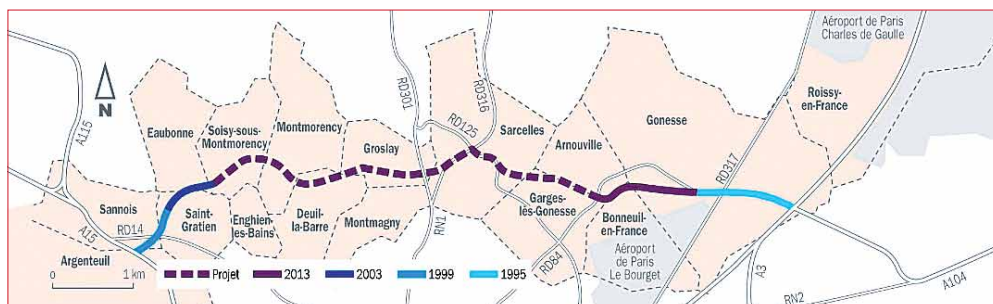 Aéroport de Paris
Charles de Gaulle
Roissy-
en-France
RD301
RD316
N
A115
Eaubonne
Soisy-sous-
Montmorency
Montmorency
Groslay
RD125
Sarcelles
Arnouville
Gonesse
RD317
Sannois
RD14
A15
Argenteuil
Saint-
Gratien
Enghien-
les-Bains
Deuil-
la-Barre
Montmagny
RN1
Garges-
lès-Gonesse
Bonneuil-
en-France
RD84
Aéroport
de Paris
Le Bourget
A3
RN2
A104
0 1 km
Projet 2013 2003 1999 1995